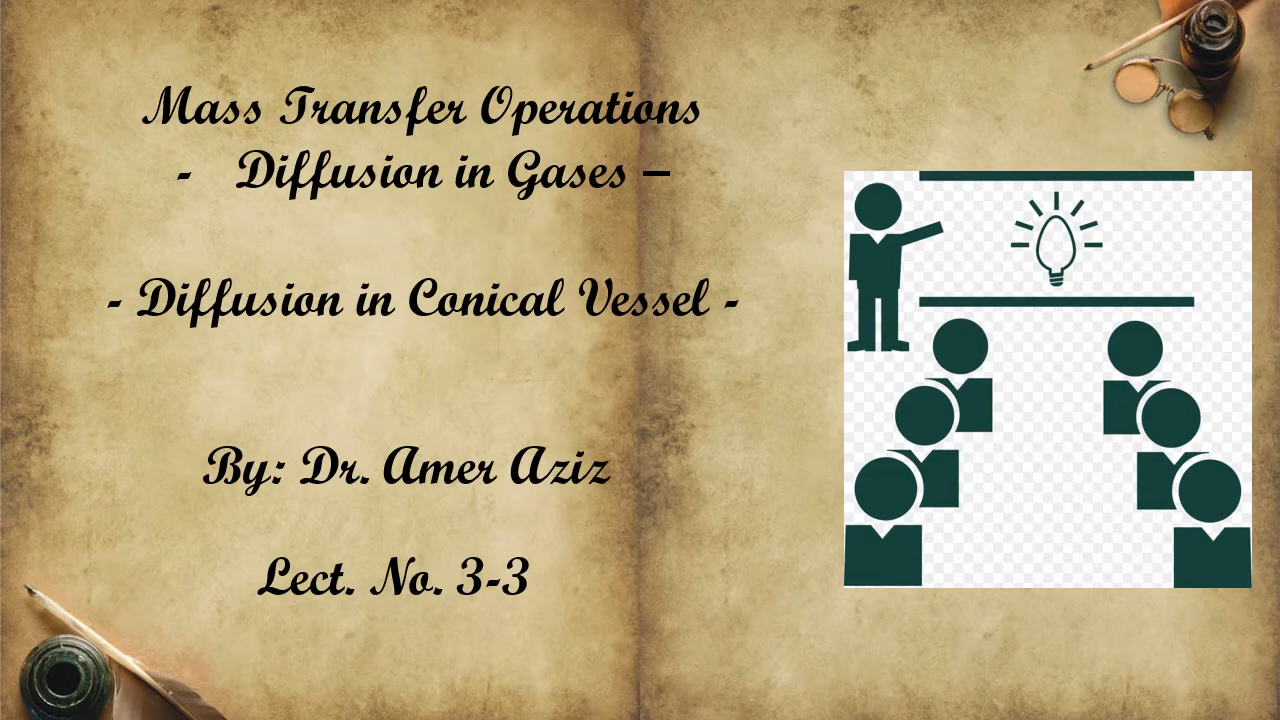 Mass Transfer Operations
- Diffusion in Gases –
- Diffusion in Conical Vessel -
By: Dr. Amer Aziz
Lect. No. 3-3